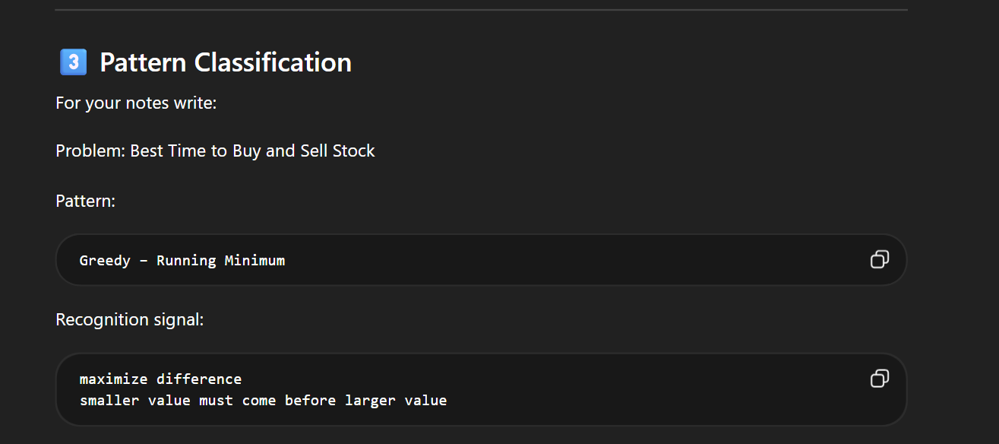 3 Pattern Classification
For your notes write:
Problem: Best Time to Buy and Sell Stock
Pattern:
Greedy – Running Minimum
Recognition signal:
maximize difference
smaller value must come before larger value